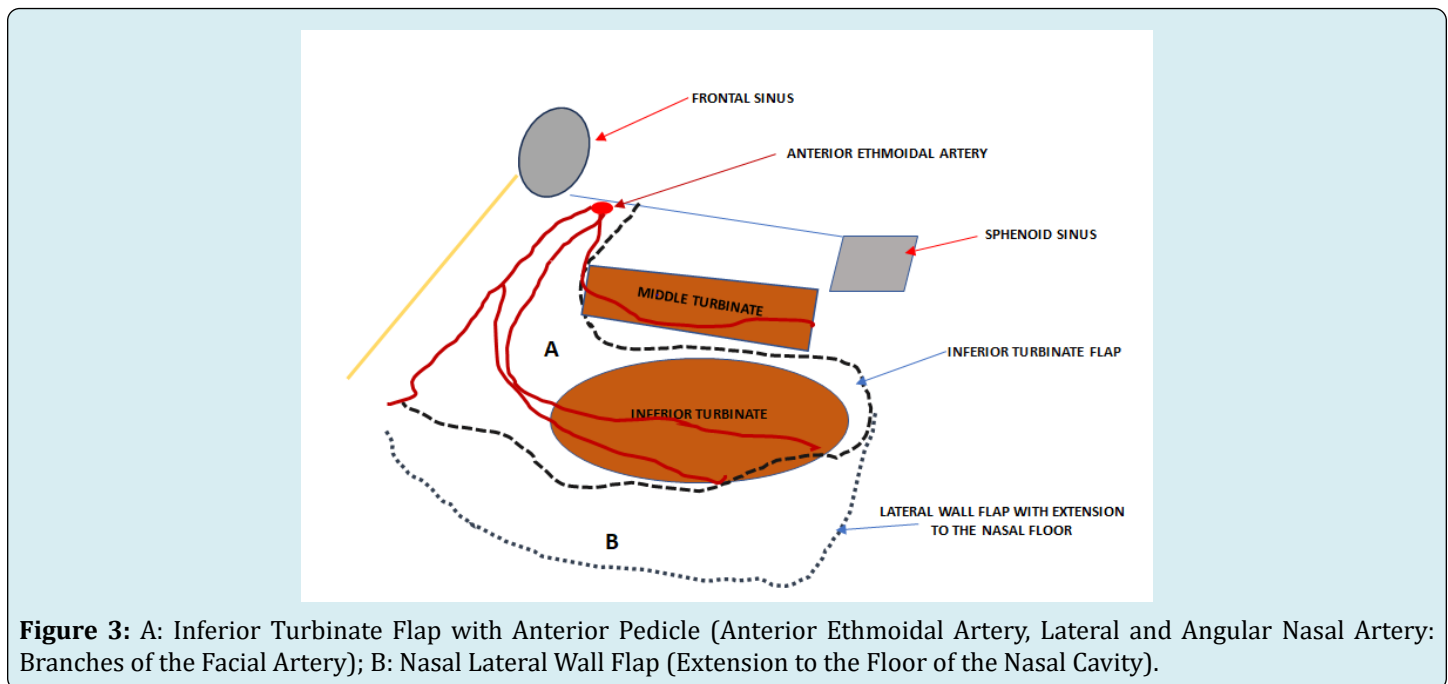 FRONTAL SINUS
ANTERIOR ETHMOIDAL ARTERY
SPHENOID SINUS
MIDDLE TURBINATE
A
INFERIOR TURBINATE FLAP
INFERIOR TURBINATE
LATERAL WALL FLAP WITH EXTENSION
TO THE NASAL FLOOR
B
Figure 3: A: Inferior Turbinate Flap with Anterior Pedicle (Anterior Ethmoidal Artery, Lateral and Angular Nasal Artery:
Branches of the Facial Artery); B: Nasal Lateral Wall Flap (Extension to the Floor of the Nasal Cavity).